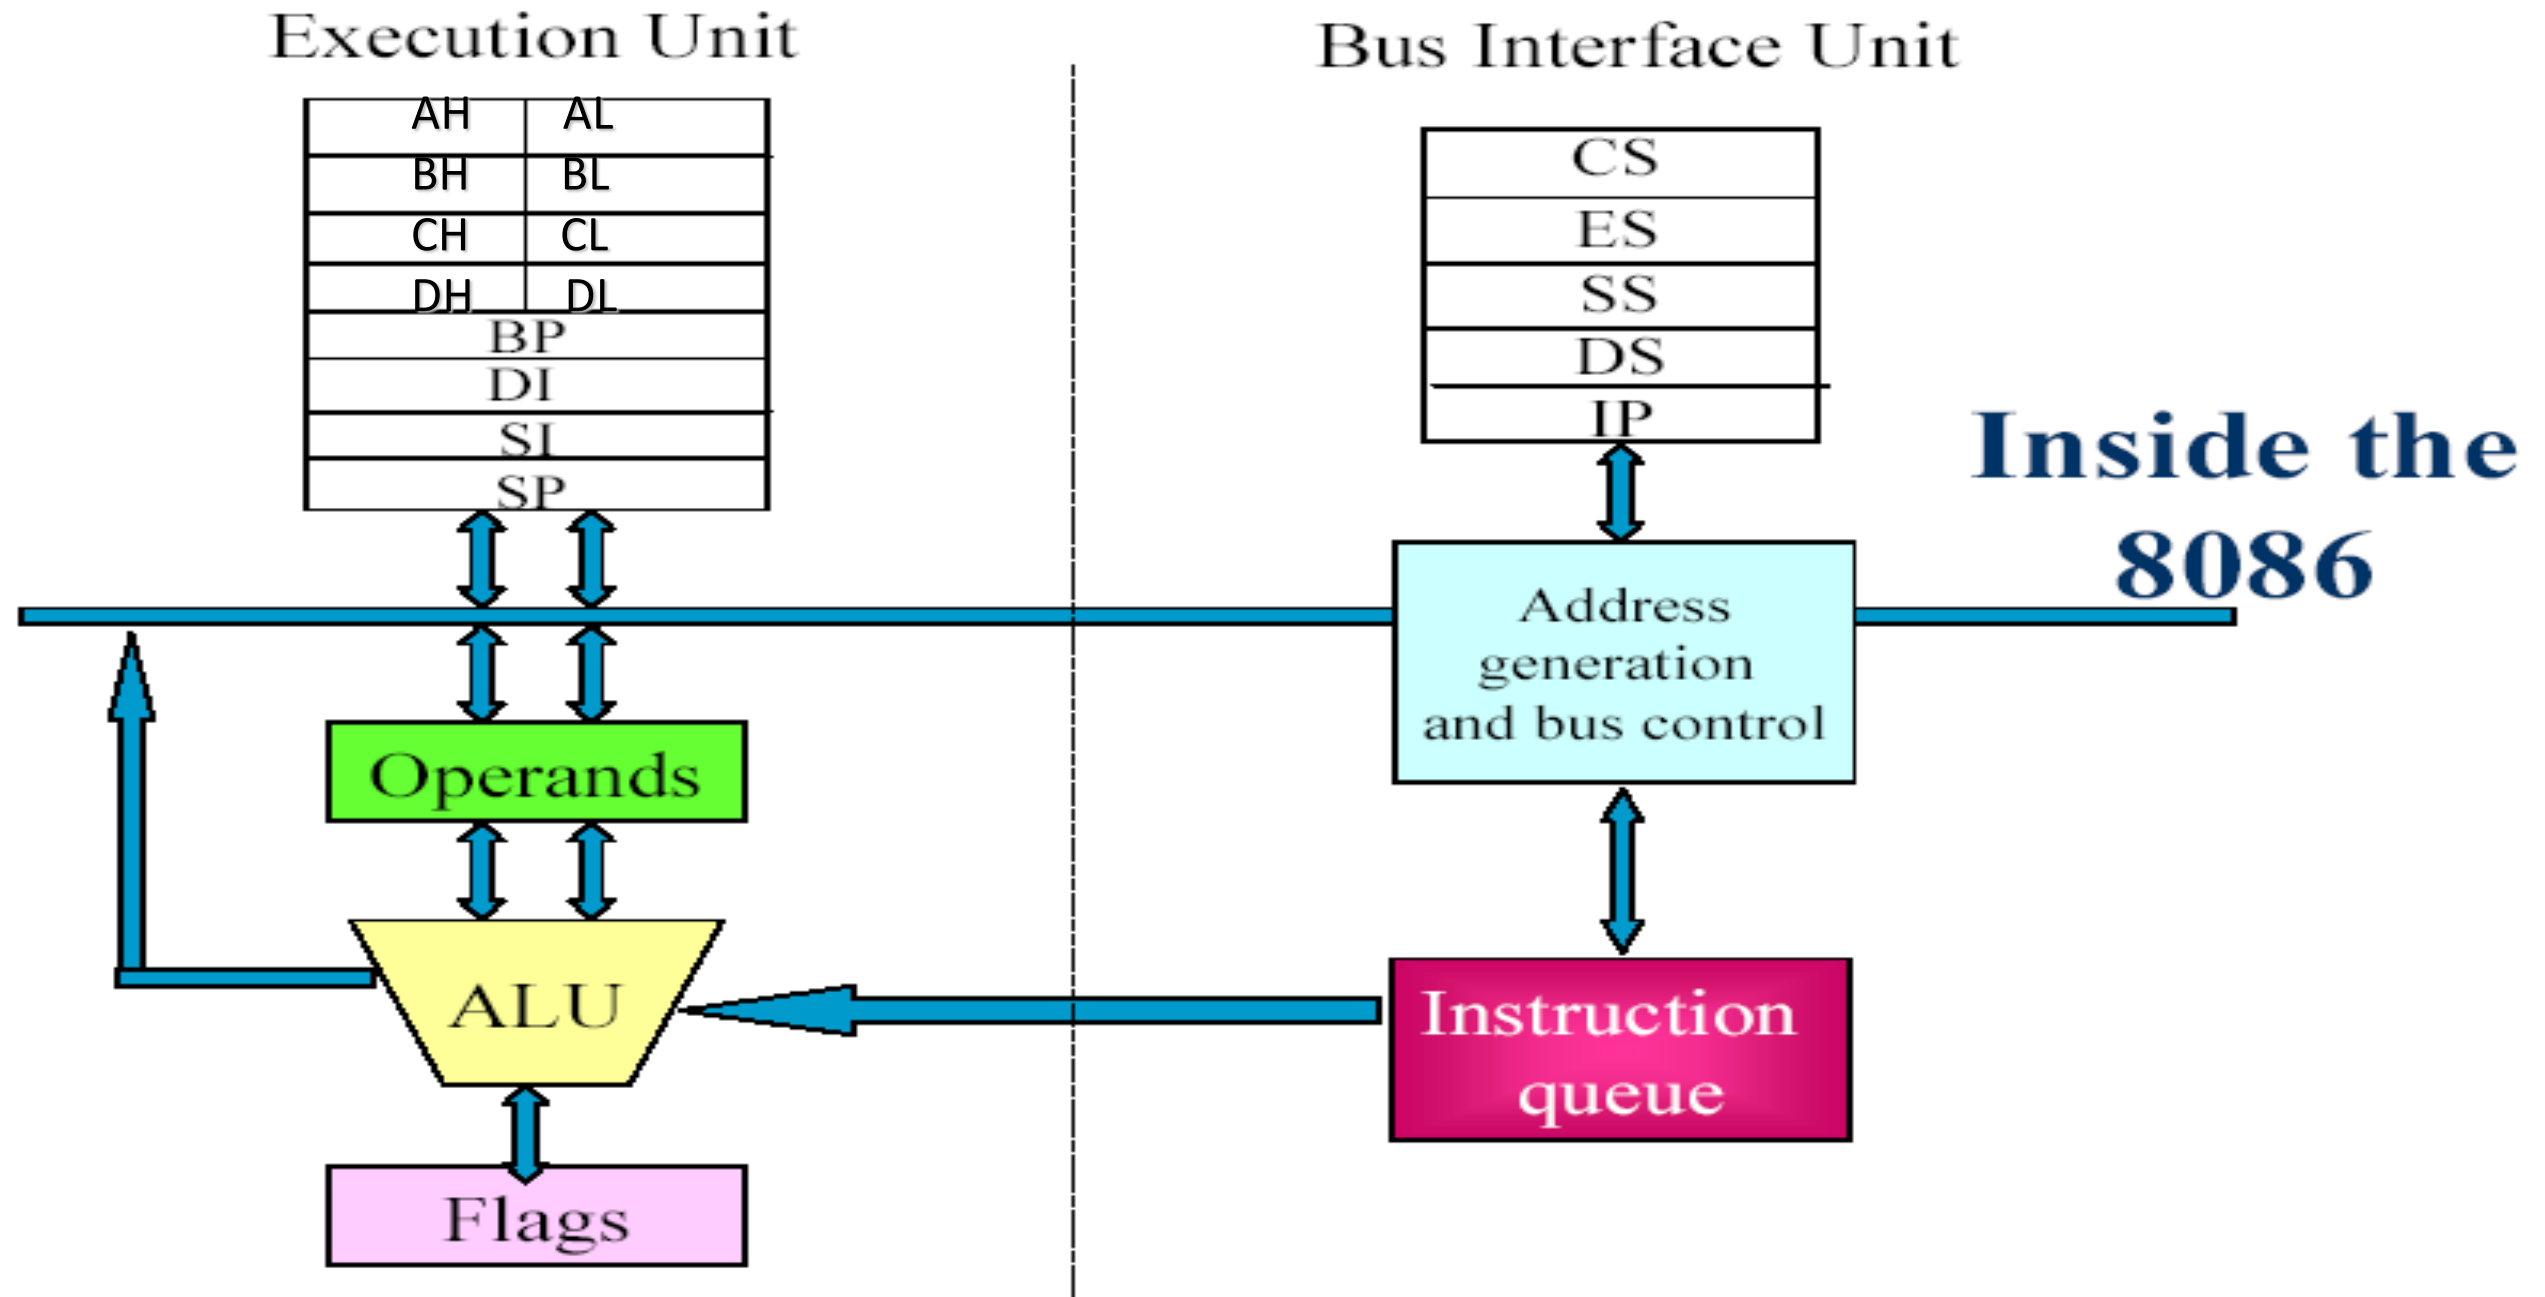 Execution Unit
AH AL
BH BL
CH CL
DH DL
BP
DI
SI
SP
Operands
ALU
Flags
Bus Interface Unit
CS
ES
SS
DS
IP
Address
generation
and bus control
Instruction
queue
Inside the
8086